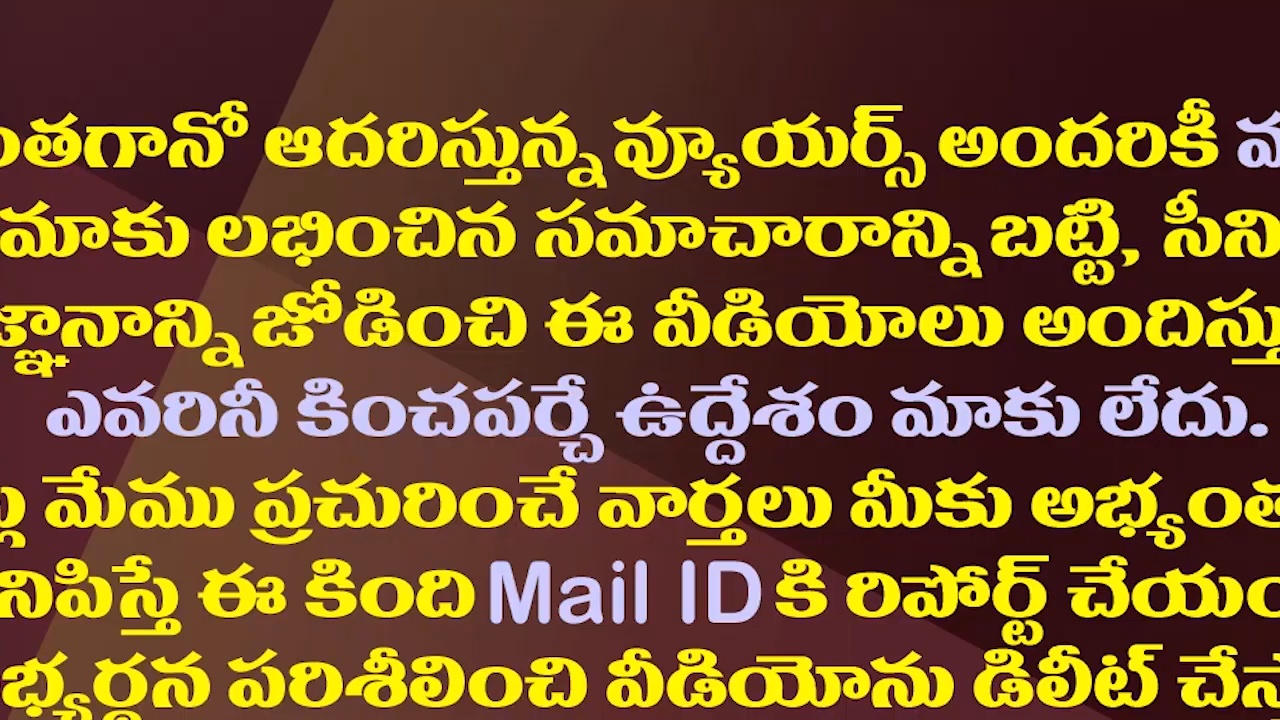 ంతగానో ఆదరిస్తున్న వ్యూయర్స్ అందరికీ
మాకు లభించిన సమాచారాన్ని బట్టి, సీని
జ్ఞానాన్ని జోడించి ఈ వీడియోలు అందిస్తు
ఎవరినీ కించపర్చే ఉద్దేశం మాకు లేదు.
మేము ప్రచురించే వార్తలు మీకు అభ్యంత
నిపిస్తే ఈ కింది Mail ID కి రిపోర్ట్ చేయం
భ్యర్థన పరిశీలించి వీడియోను డిలీట్ చేస